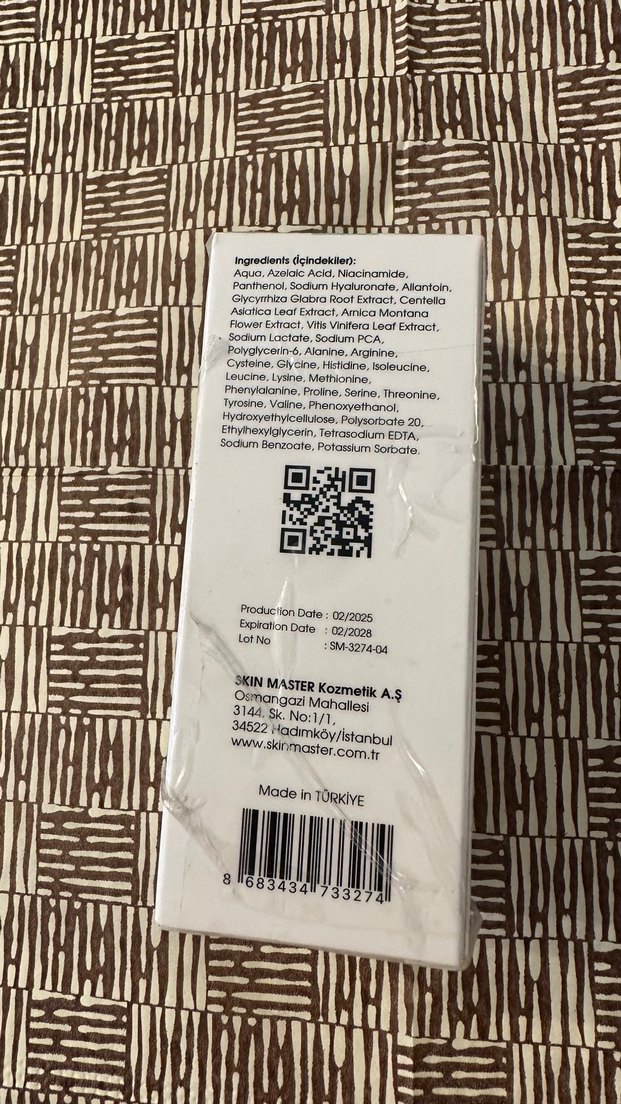 Ingredients (İçindekiler):
Aqua, Azelaic Acid, Niacinamide,
Panthenol, Sodium Hyaluronate, Allantoin,
Glycyrrhiza Glabra Root Extract, Centella
Asiatica Leaf Extract, Arnica Montana
Flower Extract, Vitis Vinifera Leaf Extract,
Sodium Lactate, Sodium PCA,
Polyglycerin-6, Alanine, Arginine,
Cysteine, Glycine, Histidine, Isoleucine,
Leucine, Lysine, Methionine,
Phenylalanine, Proline, Serine, Threonine,
Tyrosine, Valine, Phenoxyethanol,
Hydroxyethylcellulose, Polysorbate 20,
Ethylhexylglycerin, Tetrasodium EDTA,
Sodium Benzoate, Potassium Sorbate.
Production Date : 02/2025
Expiration Date : 02/2028
Lot No : SM-3274-04
SKIN MASTER Kozmetik A.Ş
Osmangazi Mahallesi
3144. Sk. No:1/1,
34522 Hadımköy/İstanbul
www.skinmaster.com.tr
Made in TÜRKİYE
8 683434 733274